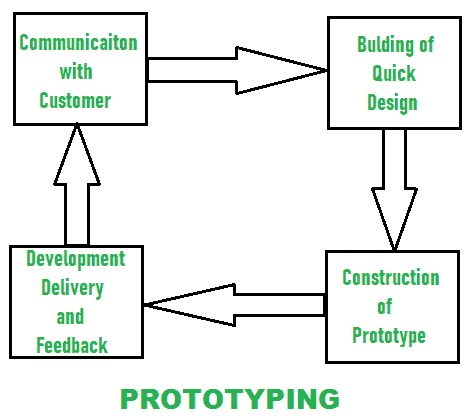 Communicaiton
with
Customer
Bulding of
Quick
Design
Construction
of
Prototype
Development
Delivery
and
Feedback
PROTOTYPING